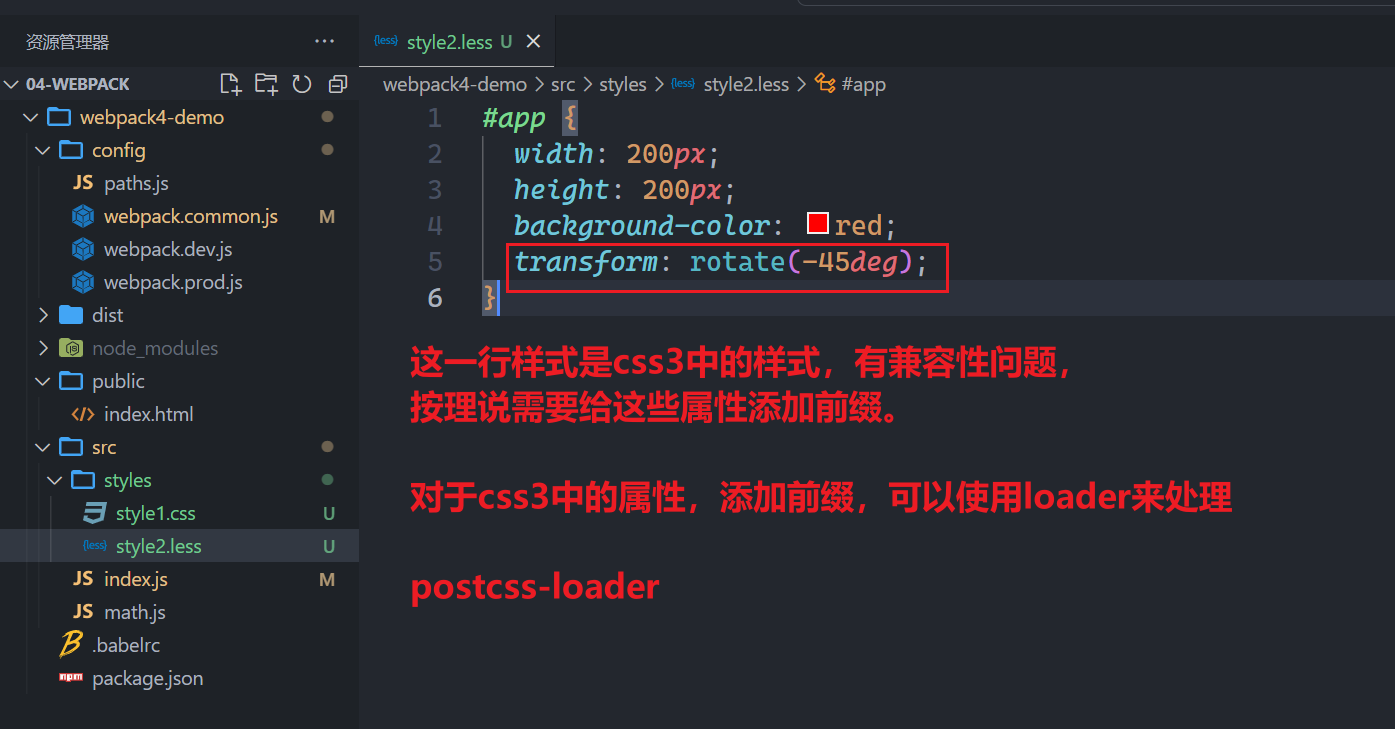 资源管理器
04-WEBPACK
webpack4-demo
config
paths.js
webpack.common.js M
webpack.dev.js
webpack.prod.js
dist
node_modules
public
index.html
src
styles
style1.css U
style2.less U
index.js M
math.js
.babelrc
package.json
{less} style2.less U
webpack4-demo > src > styles > {less} style2.less > #app
1 #app {
2 width: 200px;
3 height: 200px;
4 background-color: red;
5 transform: rotate(-45deg);
6 }
这一行样式是css3中的样式，有兼容性问题，
按理说需要给这些属性添加前缀。
对于css3中的属性，添加前缀，可以使用loader来处理
postcss-loader